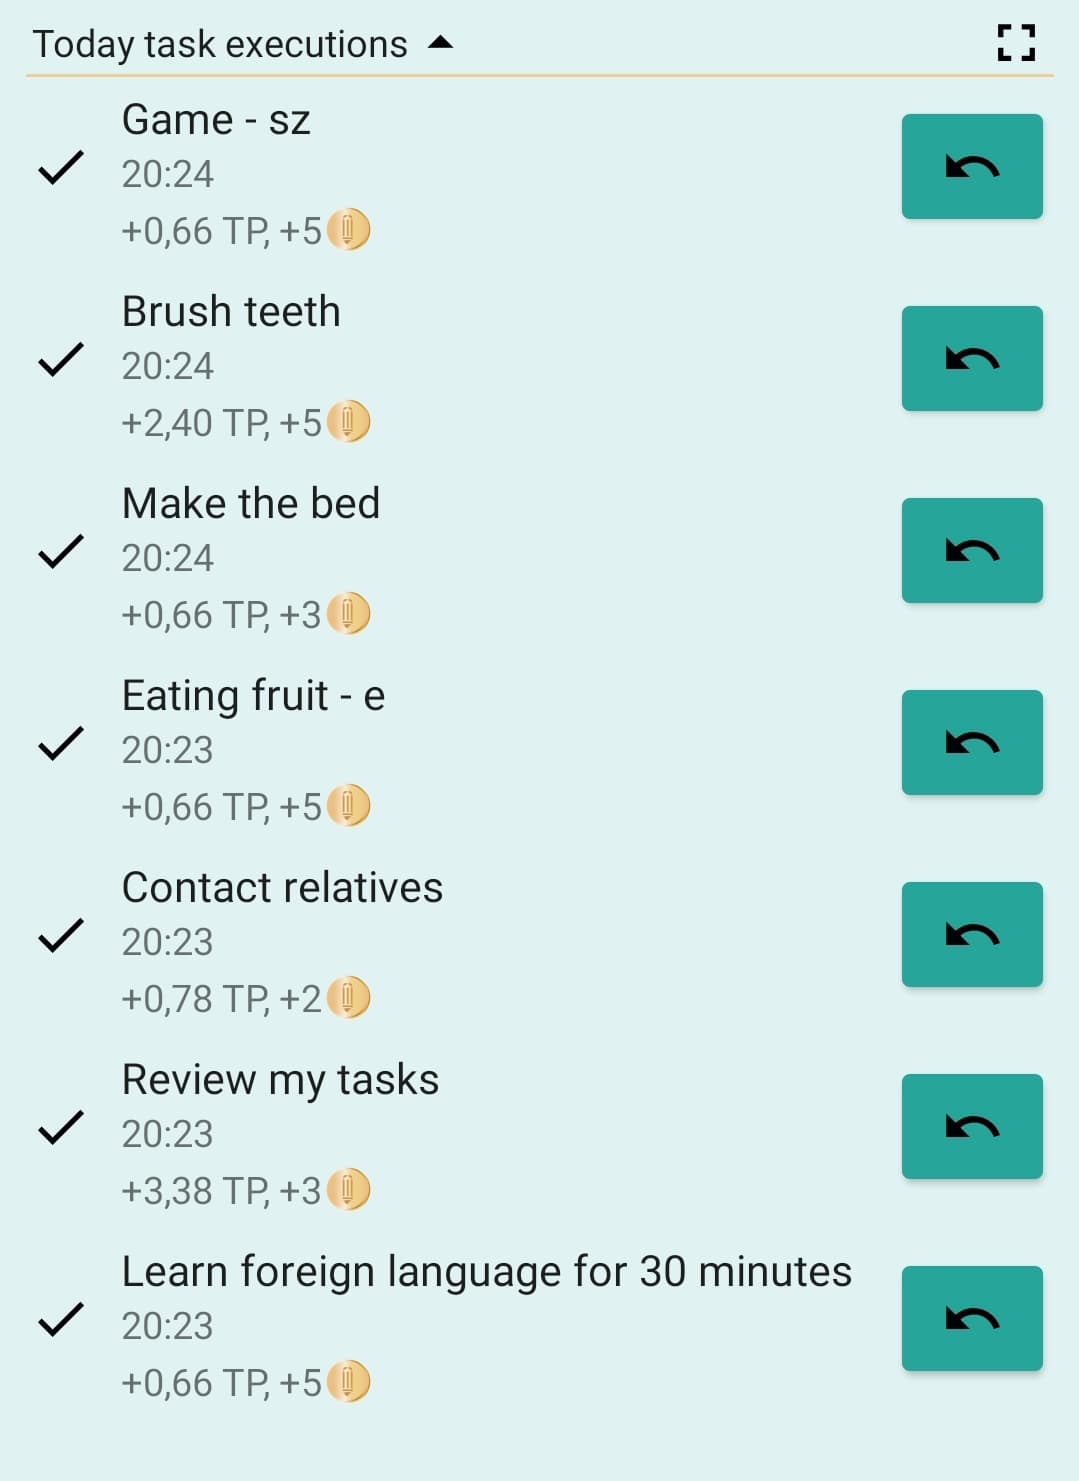 Today task executions
Game - sz
20:24
+0,66 TP, +5
Brush teeth
20:24
+2,40 TP, +5
Make the bed
20:24
+0,66 TP, +3
Eating fruit - e
20:23
+0,66 TP, +5
Contact relatives
20:23
+0,78 TP, +2
Review my tasks
20:23
+3,38 TP, +3
Learn foreign language for 30 minutes
20:23
+0,66 TP, +5